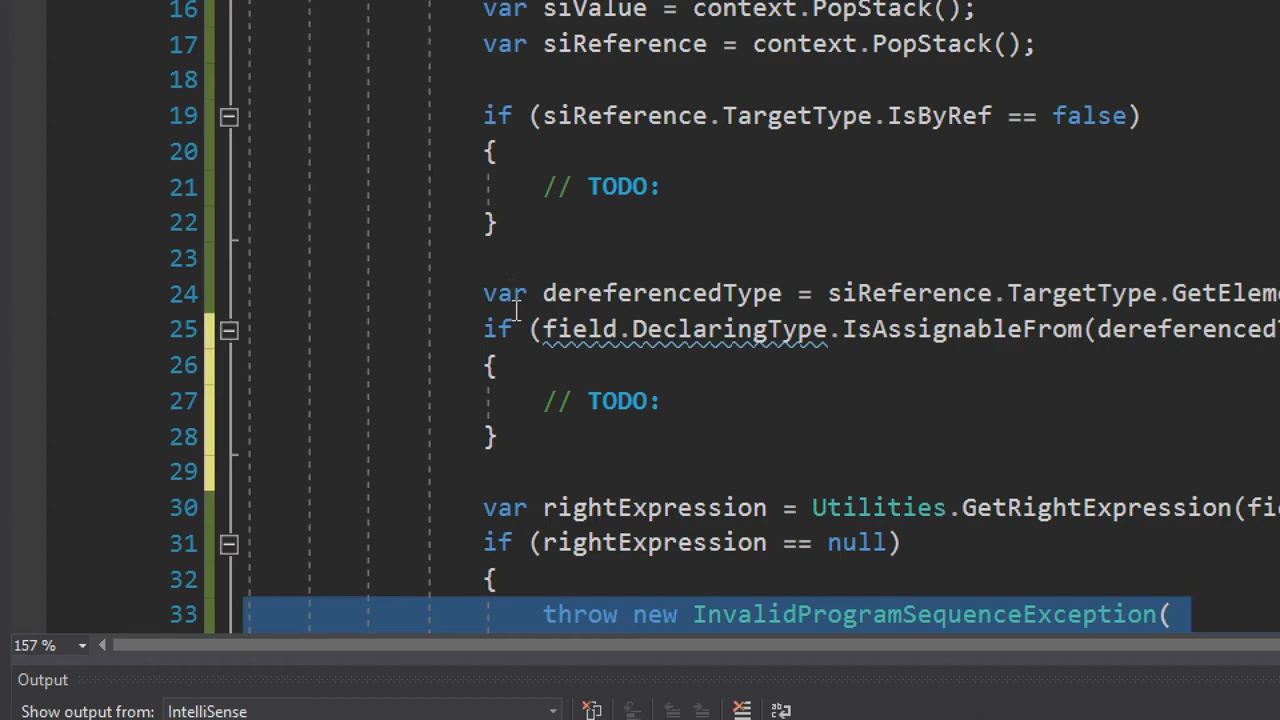 16 var siValue = context.PopStack();
17 var siReference = context.PopStack();
18
19 if (siReference.TargetType.IsByRef == false)
20 {
21 // TODO:
22 }
23
24 var dereferencedType = siReference.TargetType.GetEleme
25 if (field.DeclaringType.IsAssignableFrom(dereferencedT
26 {
27 // TODO:
28 }
29
30 var rightExpression = Utilities.GetRightExpression(fie
31 if (rightExpression == null)
32 {
33 throw new InvalidProgramSequenceException(
157 %
Output
Show output from: IntelliSense